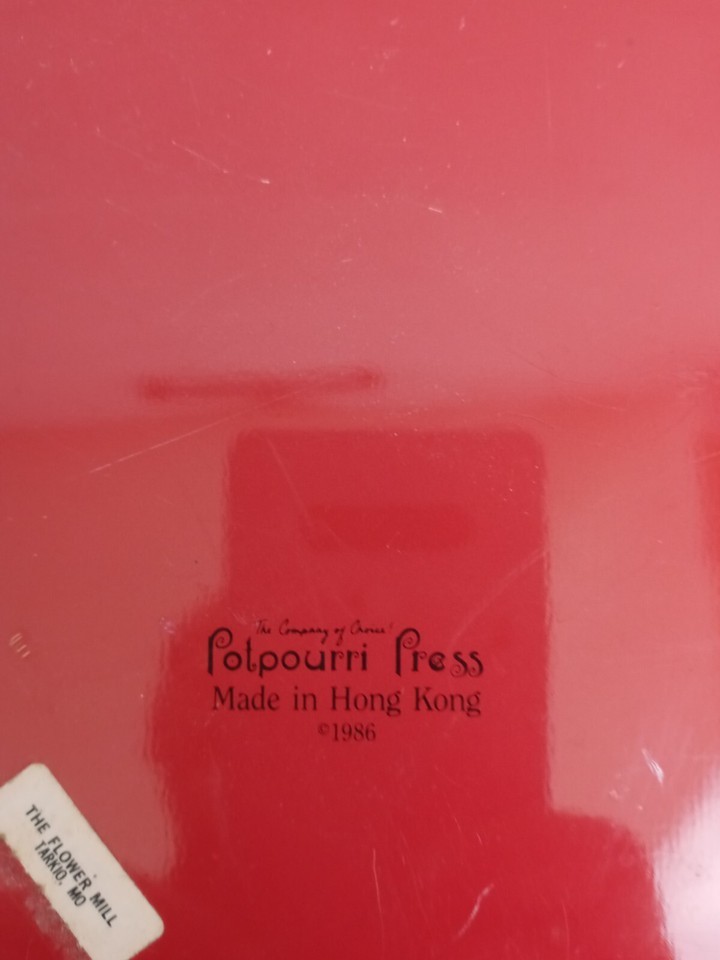 The Company of Choice!
Potpourri Press
Made in Hong Kong
©1986
THE FLOWER MILL
TARKIO, MO